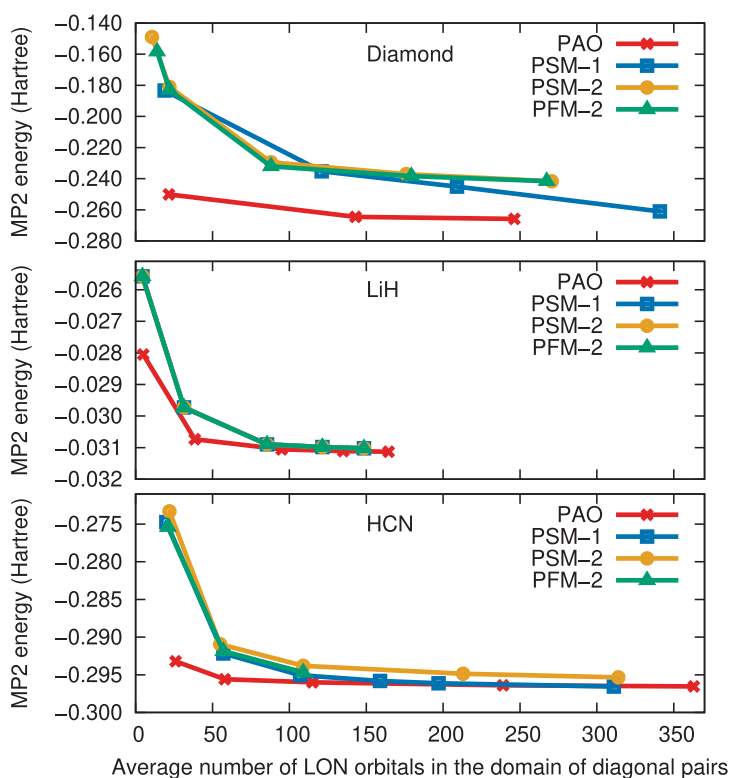 MP2 energy (Hartree)
−0.140
−0.160
−0.180
−0.200
−0.220
−0.240
−0.260
−0.280
Diamond
PAO
PSM−1
PSM−2
PFM−2
MP2 energy (Hartree)
−0.026
−0.027
−0.028
−0.029
−0.030
−0.031
−0.032
LiH
PAO
PSM−1
PSM−2
PFM−2
MP2 energy (Hartree)
−0.275
−0.280
−0.285
−0.290
−0.295
−0.300
HCN
PAO
PSM−1
PSM−2
PFM−2
0 50 100 150 200 250 300 350
Average number of LON orbitals in the domain of diagonal pairs